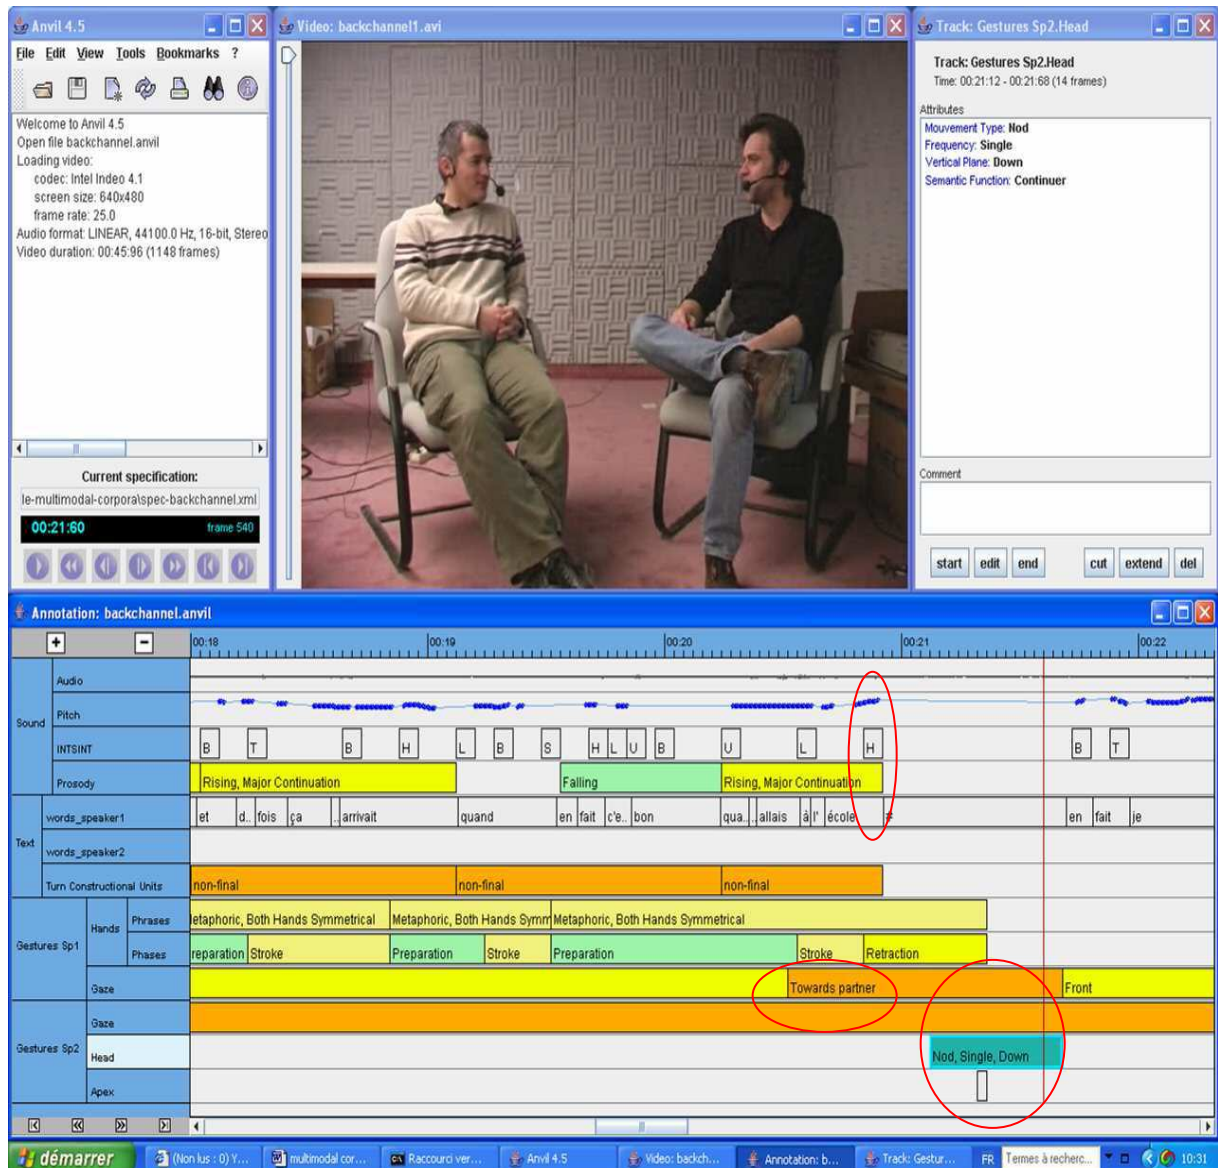 Anvil 4.5
File Edit View Tools Bookmarks ?
Welcome to Anvil 4.5
Open file backchannel.anvil
Loading video:
codec: Intel Indeo 4.1
screen size: 640x480
frame rate: 25.0
Audio format: LINEAR, 44100.0 Hz, 16-bit, Stereo
Video duration: 00:45:96 (1148 frames)
Current specification:
le-multimodal-corpora\spec-backchannel.xml
00:21:60 frame 540
Video: backchannel1.avi
Track: Gestures Sp2.Head
Track: Gestures Sp2.Head
Time: 00:21:12 - 00:21:68 (14 frames)
Attributes
Mouvement Type: Nod
Frequency: Single
Vertical Plane: Down
Semantic Function: Continuer
Comment
start edit end cut extend del
Annotation: backchannel.anvil
+ - 00:18 00:19 00:20 00:21 00:22
Sound
Audio
Pitch
INTSINT B T B H L B S H L U B U L H B T
Prosody Rising, Major Continuation Falling Rising, Major Continuation
Text
words_speaker1 et d.. fois ça .. arrivait quand en fait c'e.. bon qua.. .. allais à l' école # en fait je
words_speaker2
Turn Constructional Units non-final non-final non-final
Gestures Sp1
Hands
Phrases letaphoric, Both Hands Symmetrical Metaphoric, Both Hands Symm Metaphoric, Both Hands Symmetrical
Phases reparation Stroke Preparation Stroke Preparation Stroke Retraction
Gaze Towards partner Front
Gestures Sp2
Gaze
Head Nod, Single, Down
Apex
démarrer (Non lus : 0) Y... multimodal cor... Raccourci ver... Anvil 4.5 Video: backch... Annotation: b... Track: Gestur... FR Termes à recherc... 10:31